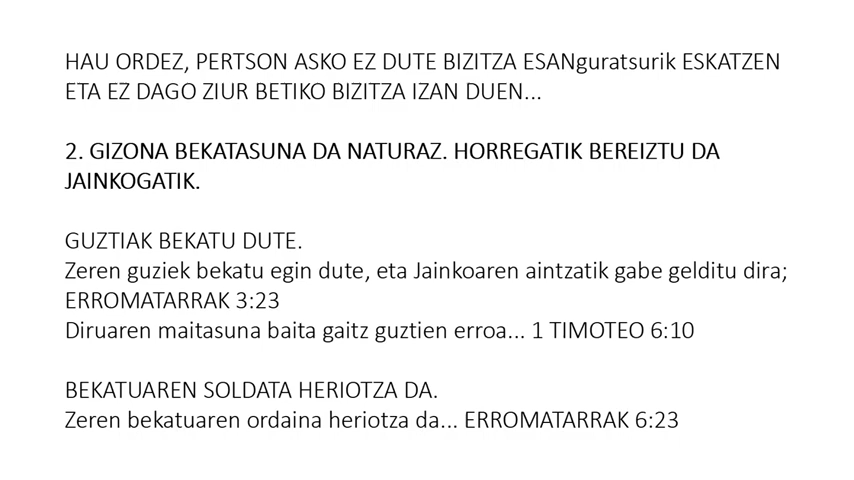 HAU ORDEZ, PERTSON ASKO EZ DUTE BIZITZA ESANguratsurik ESKATZEN
ETA EZ DAGO ZIUR BETIKO BIZITZA IZAN DUEN...
2. GIZONA BEKATASUNA DA NATURAZ. HORREGATIK BEREIZTU DA
JAINKOGATIK.
GUZTIAK BEKATU DUTE.
Zeren guziek bekatu egin dute, eta Jainkoaren aintzatik gabe gelditu dira;
ERROMATARRAK 3:23
Diruaren maitasuna baita gaitz guztien erroa... 1 TIMOTEO 6:10
BEKATUAREN SOLDATA HERIOTZA DA.
Zeren bekatuaren ordaina heriotza da... ERROMATARRAK 6:23